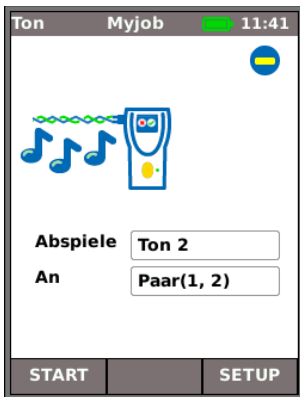 Ton Myjob 11:41
Abspiele Ton 2
An Paar(1, 2)
START SETUP